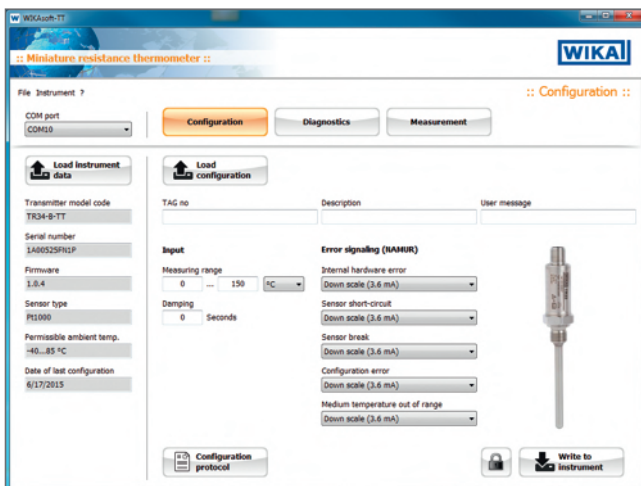 WIKAsoft-TT
:: Miniature resistance thermometer ::
WIKA
File Instrument ?
:: Configuration ::
COM port
COM10
Configuration
Diagnostics
Measurement
Load instrument
data
Load
configuration
Transmitter model code
TR34-B-TT
TAG no
Description
User message
Serial number
1A00525FN1P
Input
Error signaling (NAMUR)
Firmware
1.0.4
Measuring range
0 ... 150 °C
Internal hardware error
Down scale (3.6 mA)
Sensor type
Pt1000
Damping
0 Seconds
Sensor short-circuit
Down scale (3.6 mA)
Permissible ambient temp.
-40...85 °C
Sensor break
Down scale (3.6 mA)
Date of last configuration
6/17/2015
Configuration error
Down scale (3.6 mA)
Medium temperature out of range
Down scale (3.6 mA)
Configuration
protocol
Write to
instrument